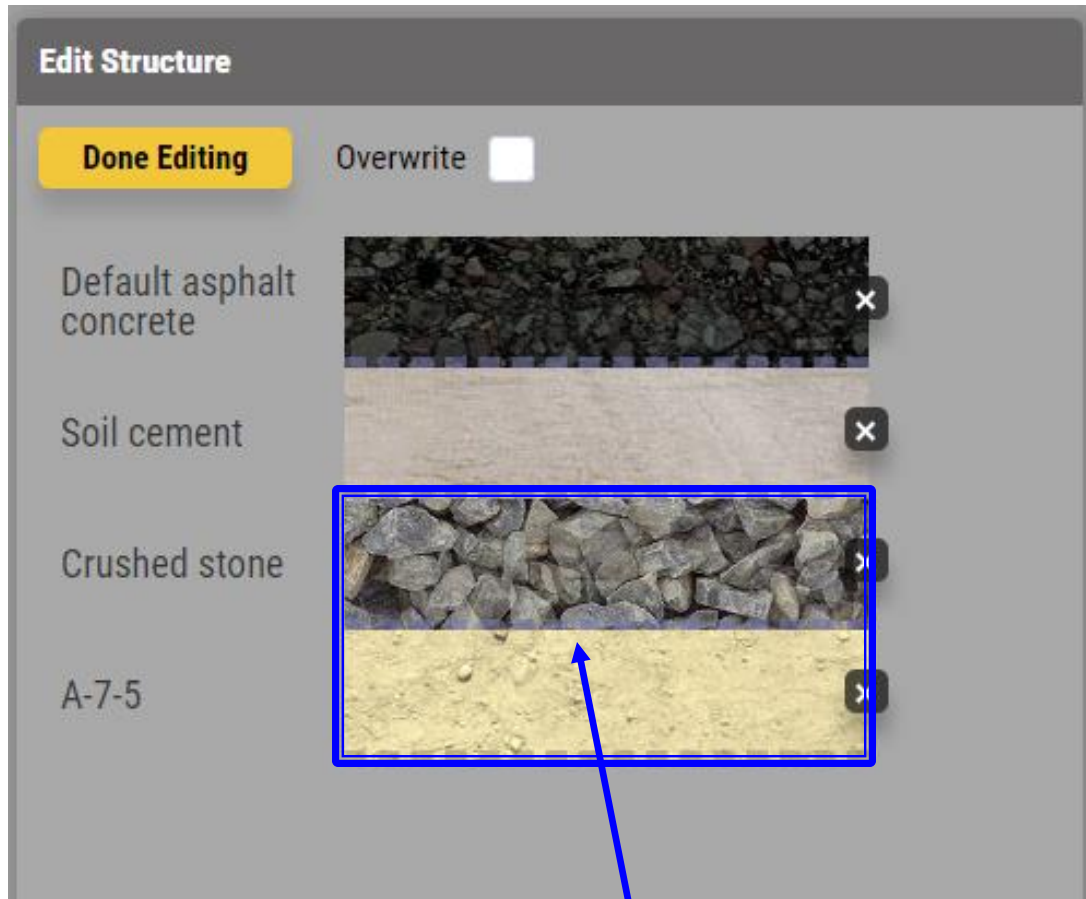 Edit Structure
Done Editing
Overwrite
Default asphalt
concrete
Soil cement
Crushed stone
A-7-5